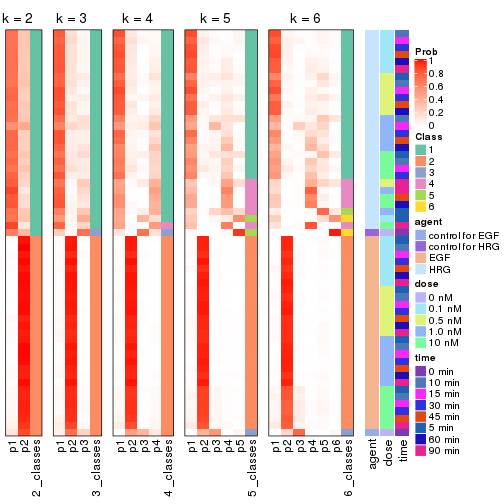 k = 2
k = 3
k = 4
k = 5
k = 6
p1
p2
2_classes
p1
p2
p3
3_classes
p1
p2
p3
p4
4_classes
p1
p2
p3
p4
p5
5_classes
p1
p2
p3
p4
p5
p6
6_classes
agent
dose
time
Prob
1
0.8
0.6
0.4
0.2
0
Class
1
2
3
4
5
6
agent
control for EGF
control for HRG
EGF
HRG
dose
0 nM
0.1 nM
0.5 nM
1.0 nM
10 nM
time
0 min
10 min
15 min
30 min
45 min
5 min
60 min
90 min